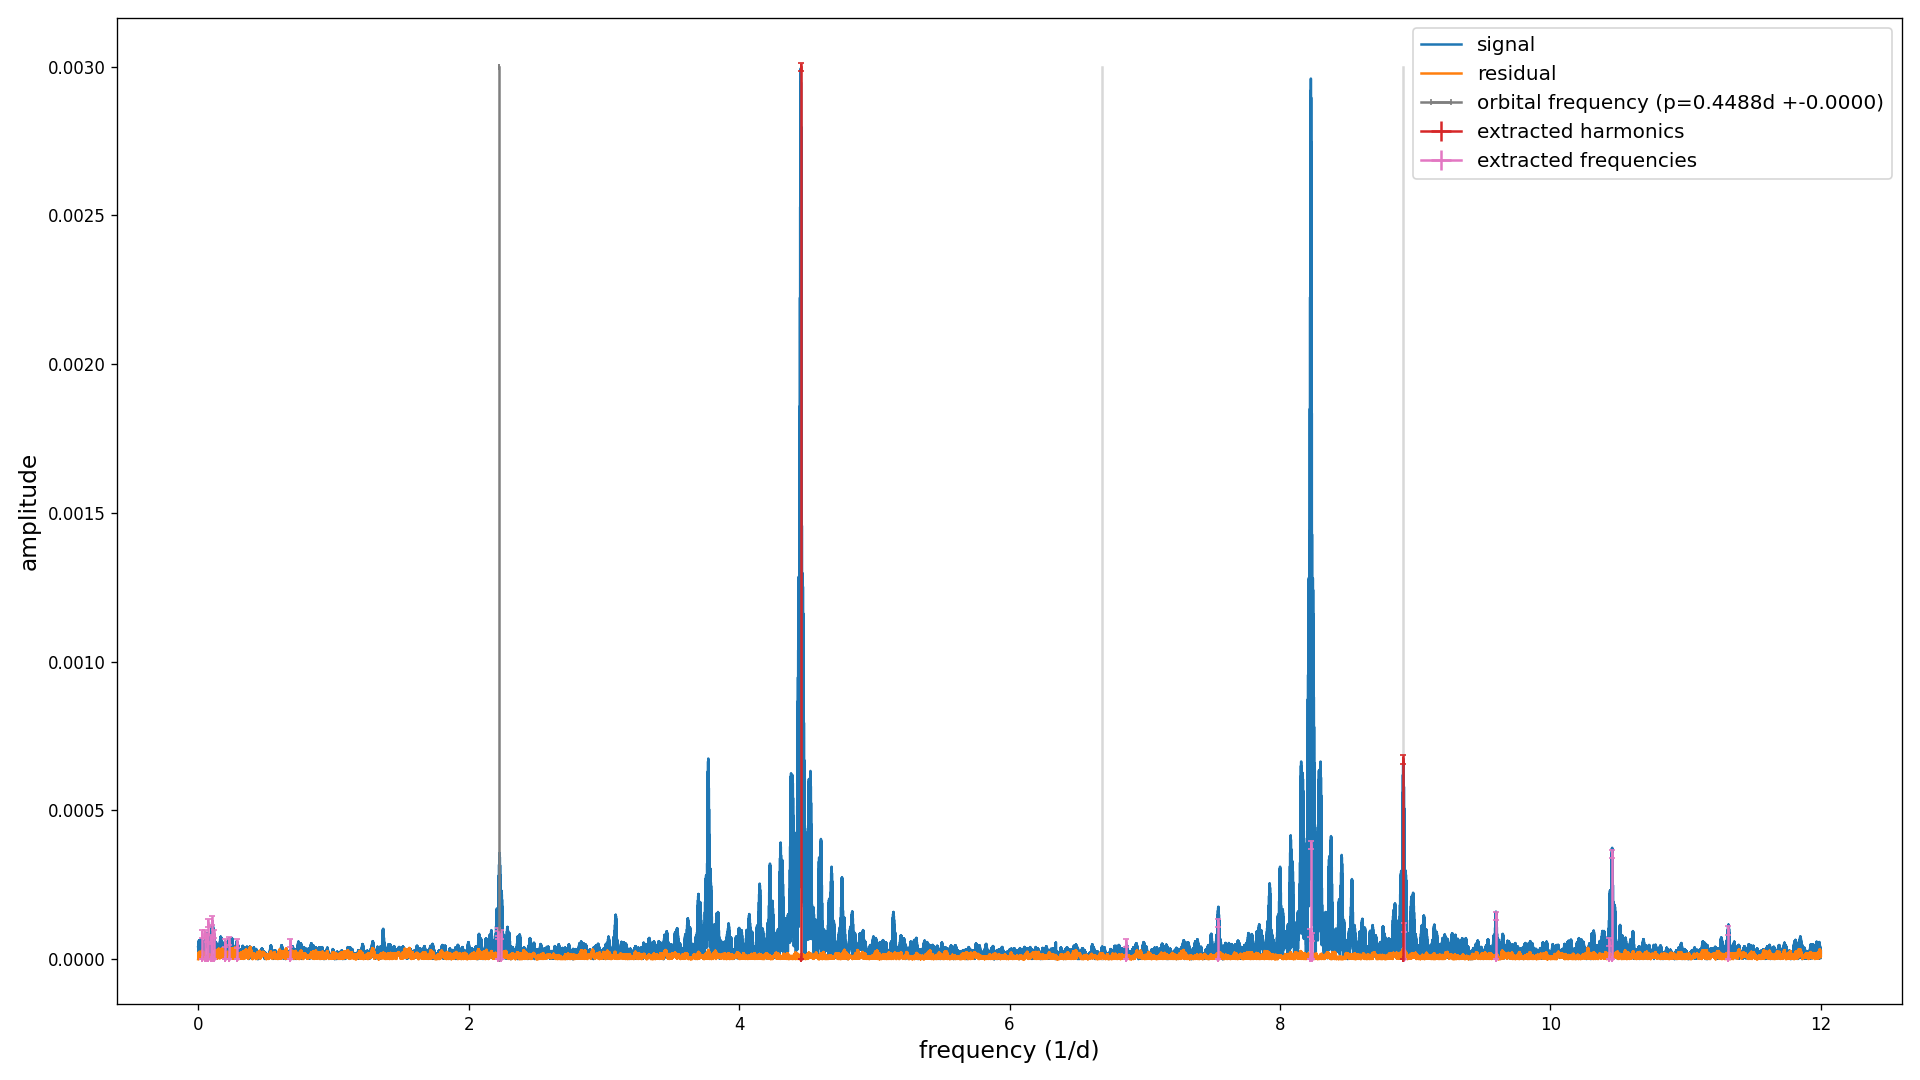 signal
residual
orbital frequency (p=0.4488d +-0.0000)
extracted harmonics
extracted frequencies
0.0030
0.0025
0.0020
0.0015
0.0010
0.0005
0.0000
amplitude
0 2 4 6 8 10 12
frequency (1/d)